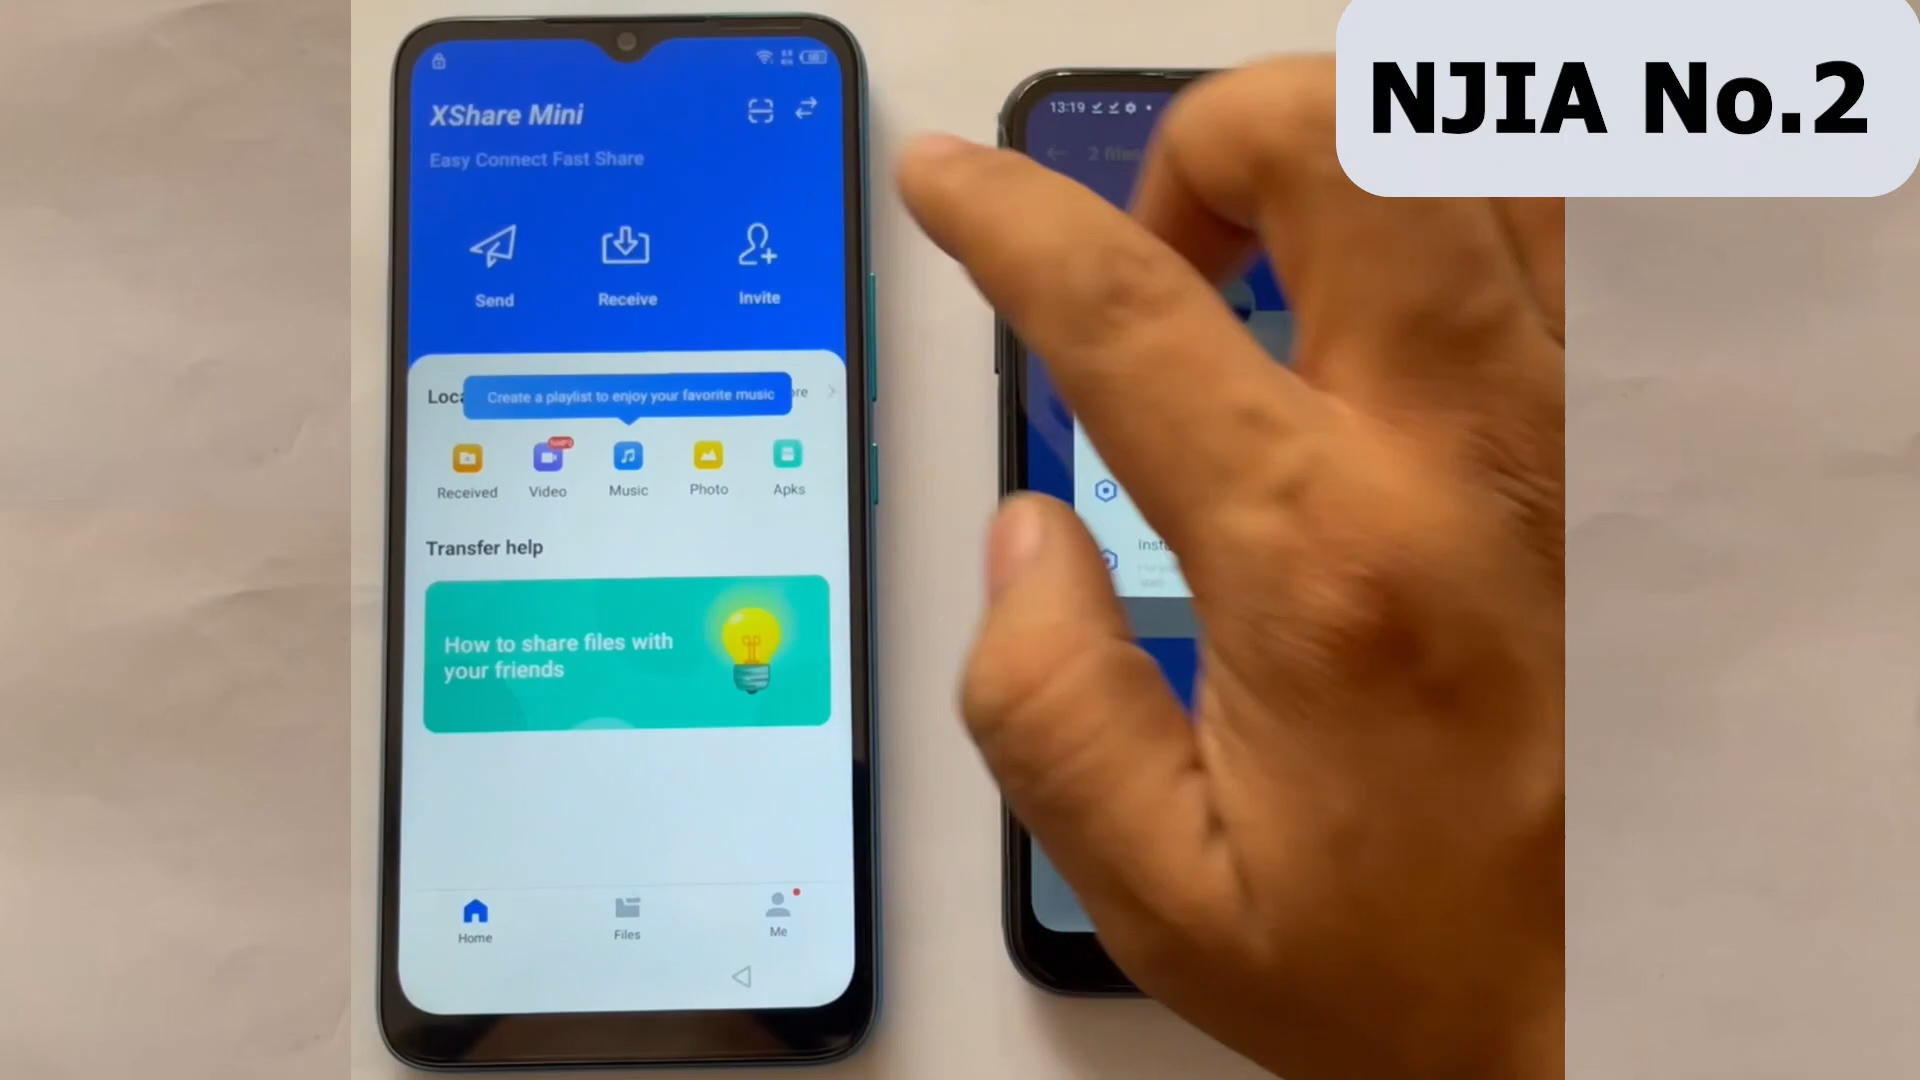 NJIA No.2
XShare Mini
Easy Connect Fast Share
Send
Receive
Invite
Create a playlist to enjoy your favorite music
Received
Video
Music
Photo
Apks
Transfer help
How to share files with
your friends
Home
Files
Me
13:19
2 files